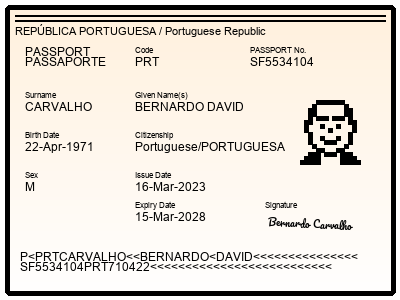 REPÚBLICA PORTUGUESA / Portuguese Republic
PASSPORT Code PASSPORT No.
PASSAPORTE PRT SF5534104
Surname Given Name(s)
CARVALHO BERNARDO DAVID
Birth Date Citizenship
22-Apr-1971 Portuguese/PORTUGUESA
Sex Issue Date
M 16-Mar-2023
Expiry Date Signature
15-Mar-2028 Bernardo Carvalho
P<PRTCARVALHO<<BERNARDO<DAVID<<<<<<<<<<<<<<<
SF5534104PRT710422<<<<<<<<<<<<<<<<<<<<<<<<<<